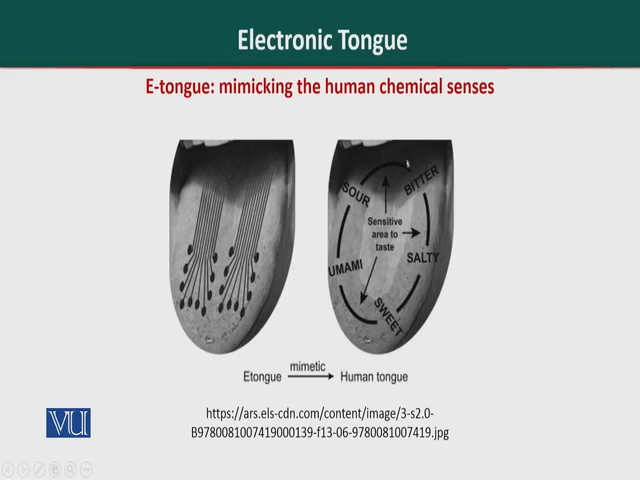 Electronic Tongue
E-tongue: mimicking the human chemical senses
SOUR
BITTER
Sensitive
area to
taste
UMAMI
SALTY
SWEET
mimetic
Etongue
Human tongue
VU
https://ars.els-cdn.com/content/image/3-s2.0-
B9780081007419000139-f13-06-9780081007419.jpg